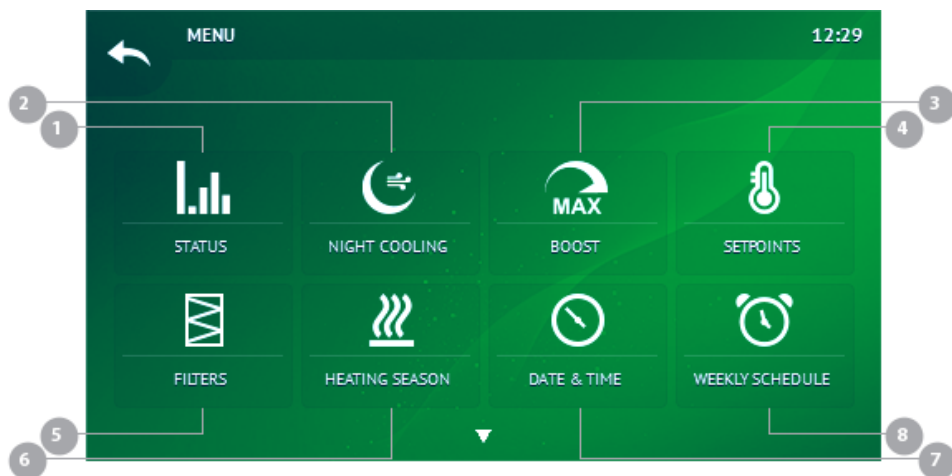 MENU 12:29
2 3
1 4
MAX
STATUS NIGHT COOLING BOOST SETPOINTS
FILTERS HEATING SEASON DATE & TIME WEEKLY SCHEDULE
5 8
6 7